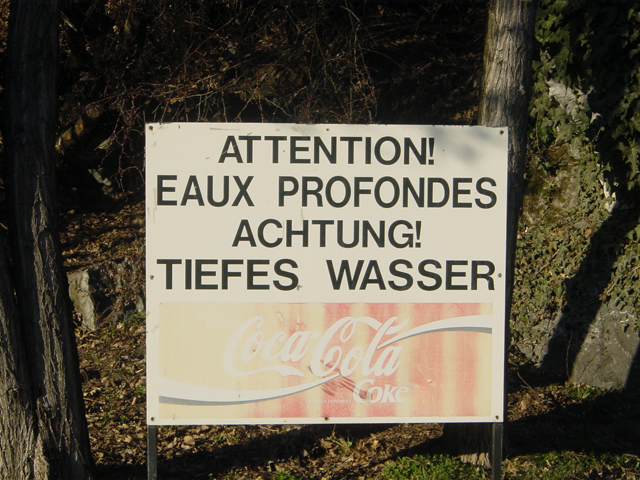 ATTENTION!
EAUX PROFONDES
ACHTUNG!
TIEFES WASSER
Coca-Cola
Coke